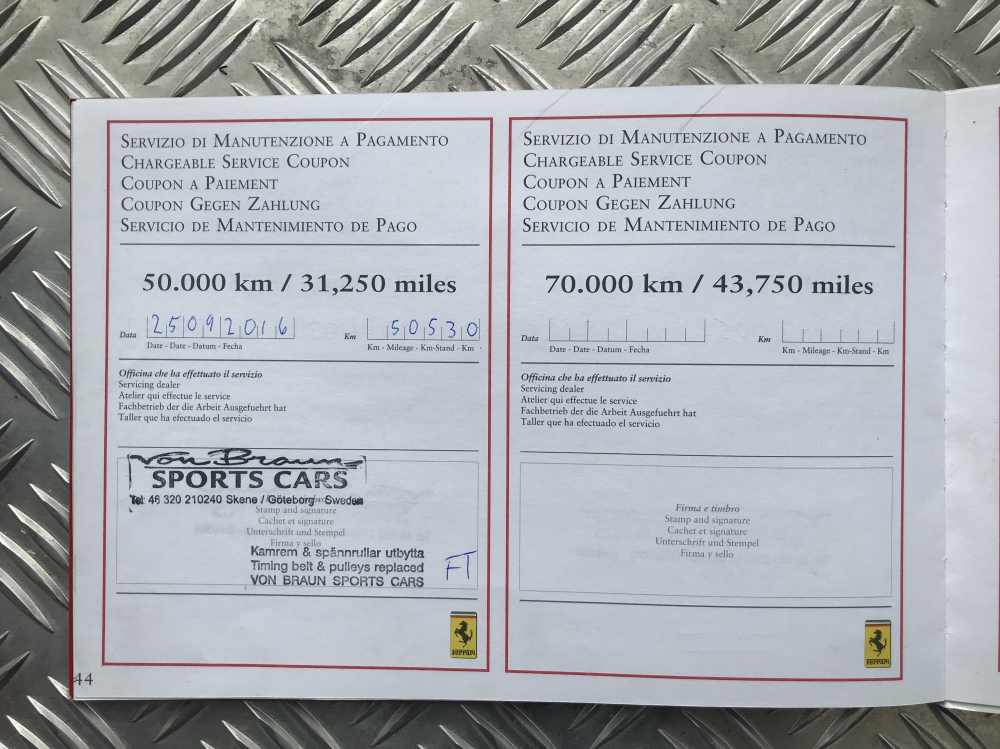 SERVIZIO DI MANUTENZIONE A PAGAMENTO
CHARGEABLE SERVICE COUPON
COUPON A PAIEMENT
COUPON GEGEN ZAHLUNG
SERVICIO DE MANTENIMIENTO DE PAGO
50.000 km / 31,250 miles
Data 25092016 Km 50530
Date - Date - Datum - Fecha Km - Mileage - Km-Stand - Km
Officina che ha effettuato il servizio
Servicing dealer
Atelier qui effectue le service
Fachbetrieb der die Arbeit Ausgefuehrt hat
Taller que ha efectuado el servicio
von Braun
SPORTS CARS
Tel: 46 320 210240 Skene / Göteborg Sweden
Stamp and signature
Cachet et signature
Unterschrift und Stempel
Firma y sello
Kamrem & spännrullar utbytta
Timing belt & pulleys replaced
VON BRAUN SPORTS CARS
FT
Ferrari
44
SERVIZIO DI MANUTENZIONE A PAGAMENTO
CHARGEABLE SERVICE COUPON
COUPON A PAIEMENT
COUPON GEGEN ZAHLUNG
SERVICIO DE MANTENIMIENTO DE PAGO
70.000 km / 43,750 miles
Data Km
Date - Date - Datum - Fecha Km - Mileage - Km-Stand - Km
Officina che ha effettuato il servizio
Servicing dealer
Atelier qui effectue le service
Fachbetrieb der die Arbeit Ausgefuehrt hat
Taller que ha efectuado el servicio
Firma e timbro
Stamp and signature
Cachet et signature
Unterschrift und Stempel
Firma y sello
Ferrari